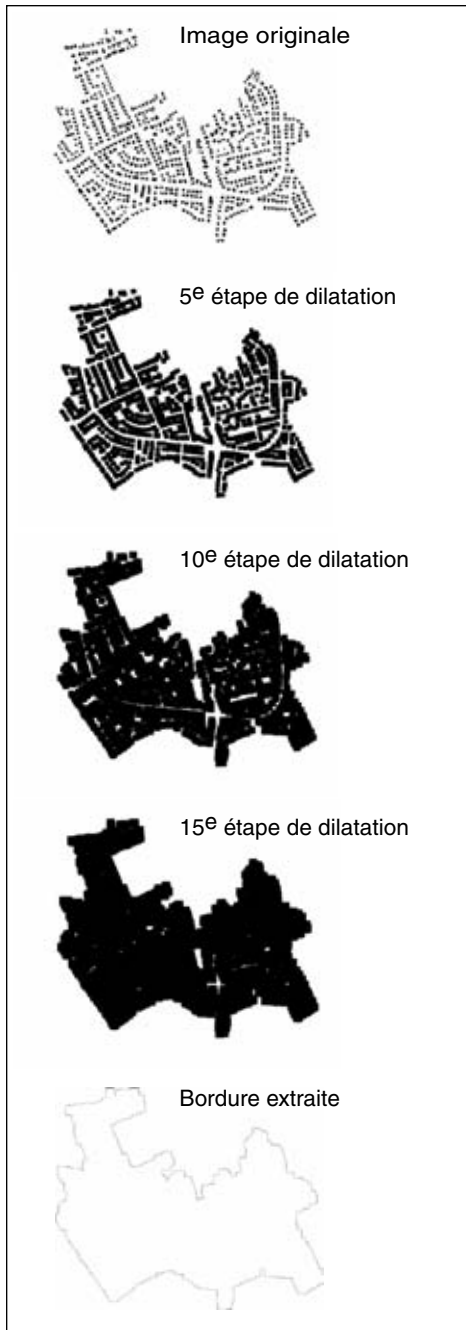 Image originale
5e étape de dilatation
10e étape de dilatation
15e étape de dilatation
Bordure extraite